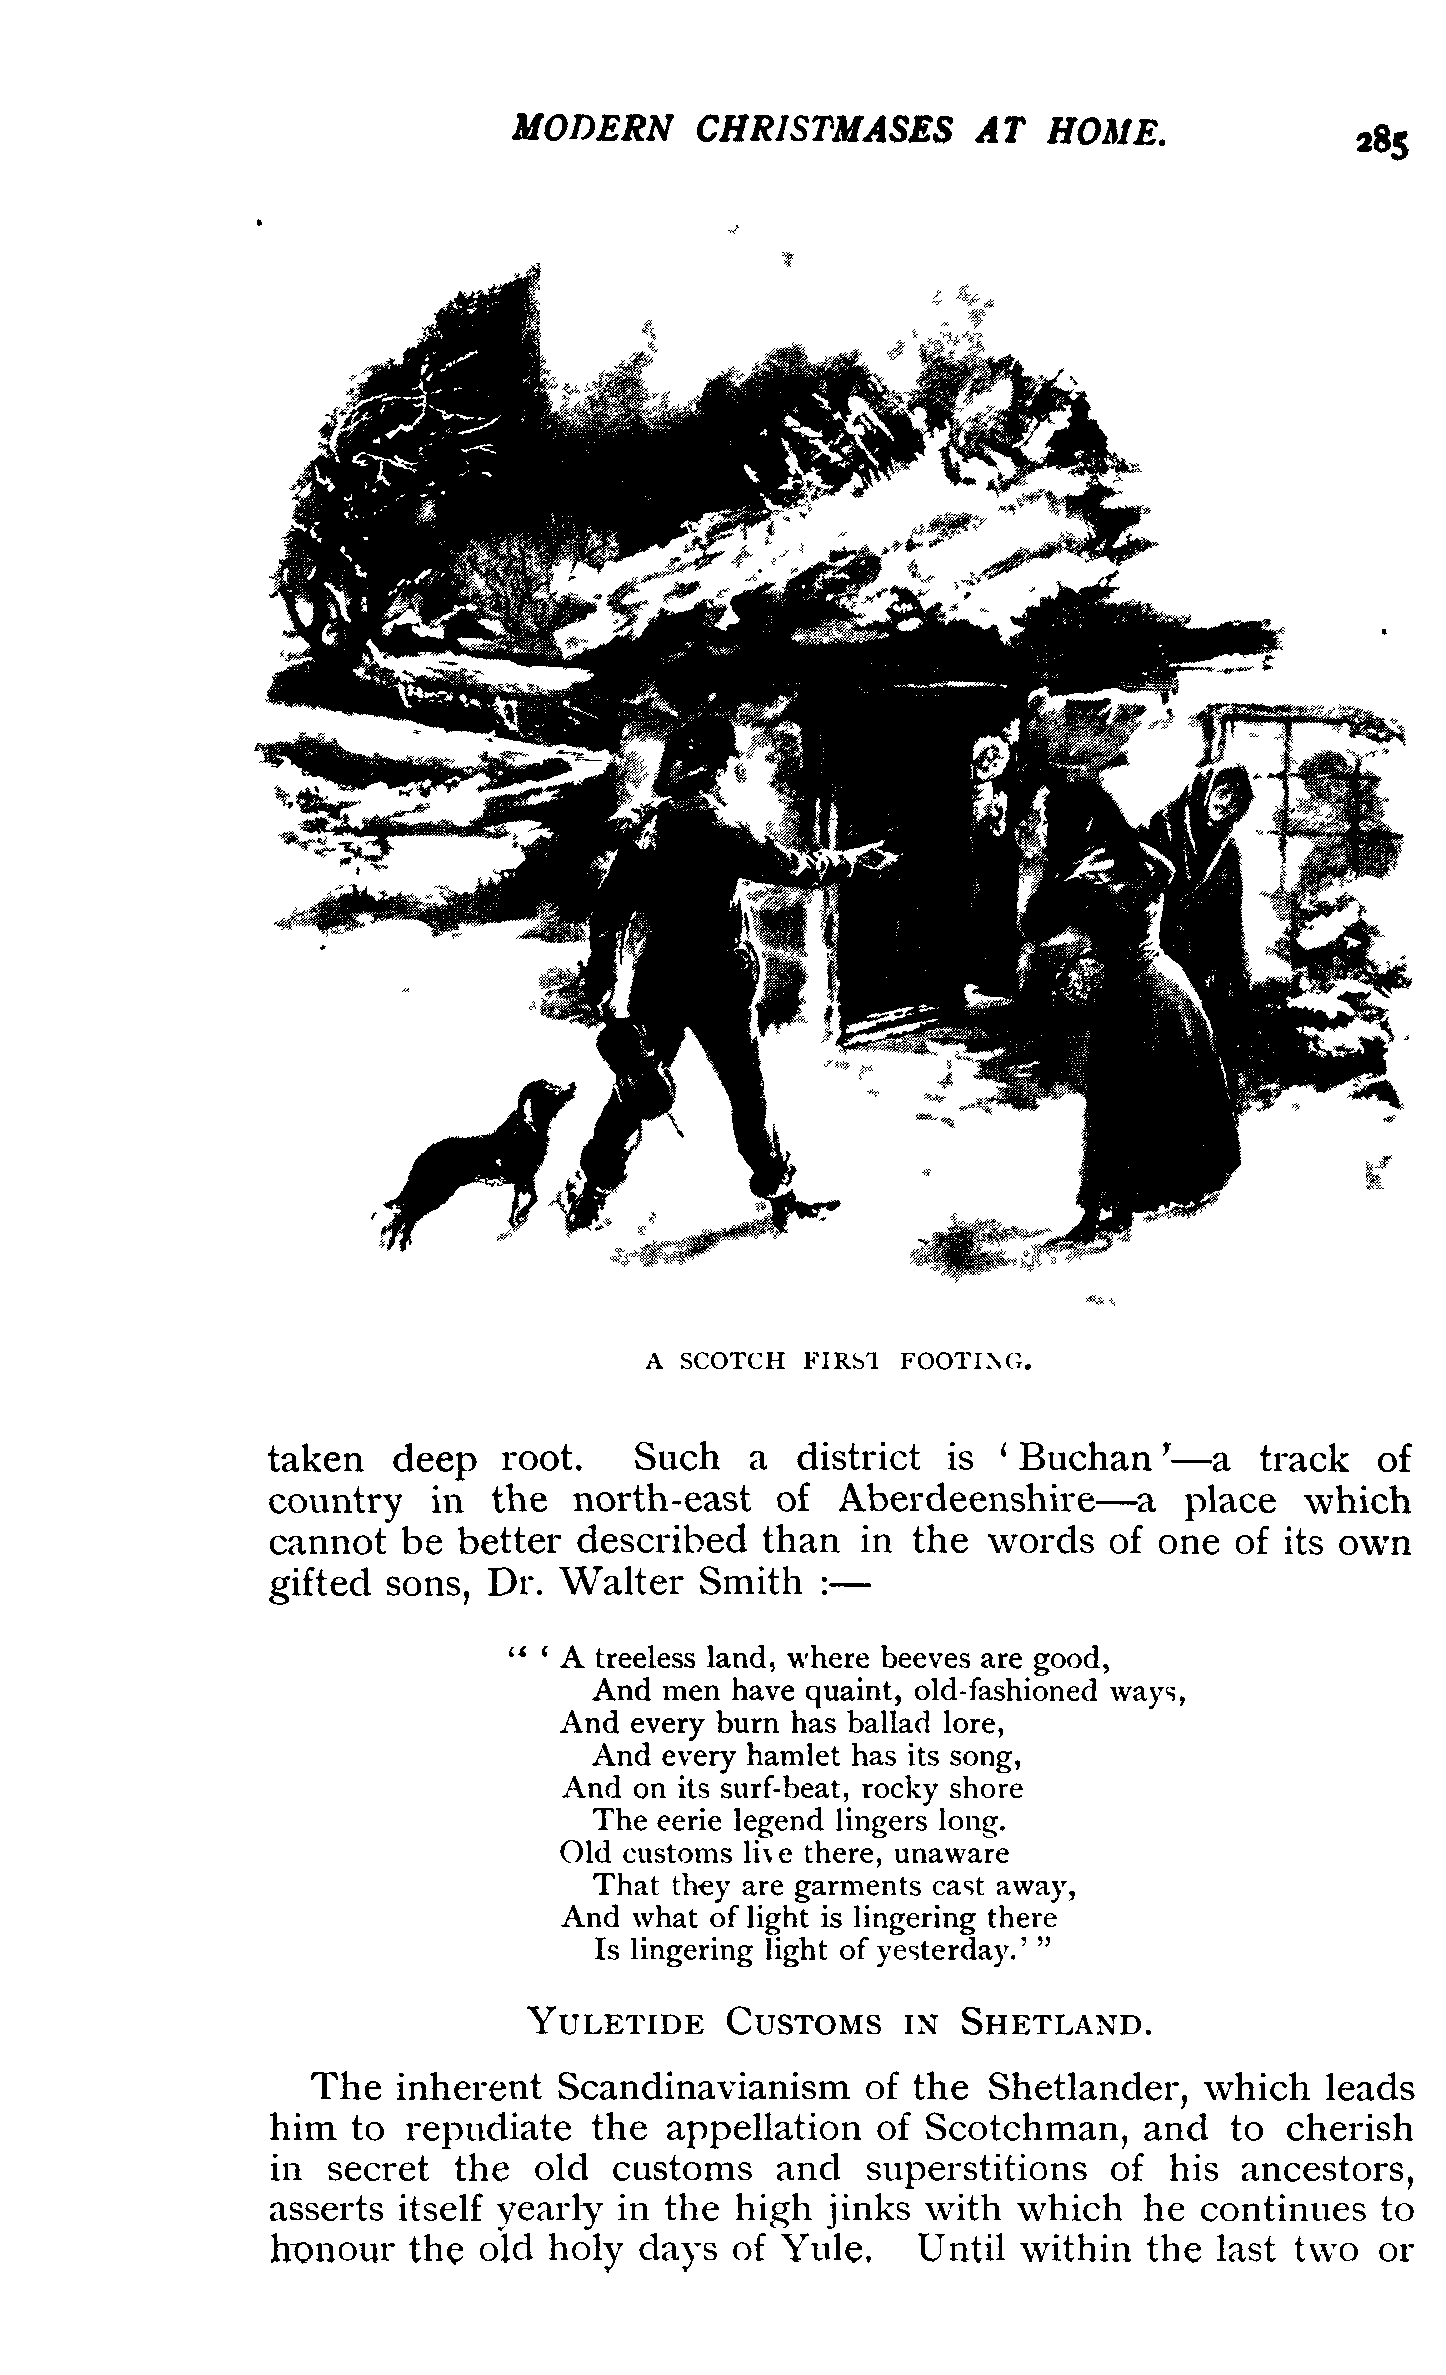 MODERN CHRISTMASES AT HOME. 285
A SCOTCH FIRST FOOTING.
taken deep root. Such a district is ‘Buchan’—a track of
country in the north-east of Aberdeenshire—a place which
cannot be better described than in the words of one of its own
gifted sons, Dr. Walter Smith :—
“ ‘ A treeless land, where beeves are good,
And men have quaint, old-fashioned ways,
And every burn has ballad lore,
And every hamlet has its song,
And on its surf-beat, rocky shore
The eerie legend lingers long.
Old customs live there, unaware
That they are garments cast away,
And what of light is lingering there
Is lingering light of yesterday.’ ”
YULETIDE CUSTOMS IN SHETLAND.
The inherent Scandinavianism of the Shetlander, which leads
him to repudiate the appellation of Scotchman, and to cherish
in secret the old customs and superstitions of his ancestors,
asserts itself yearly in the high jinks with which he continues to
honour the old holy days of Yule. Until within the last two or